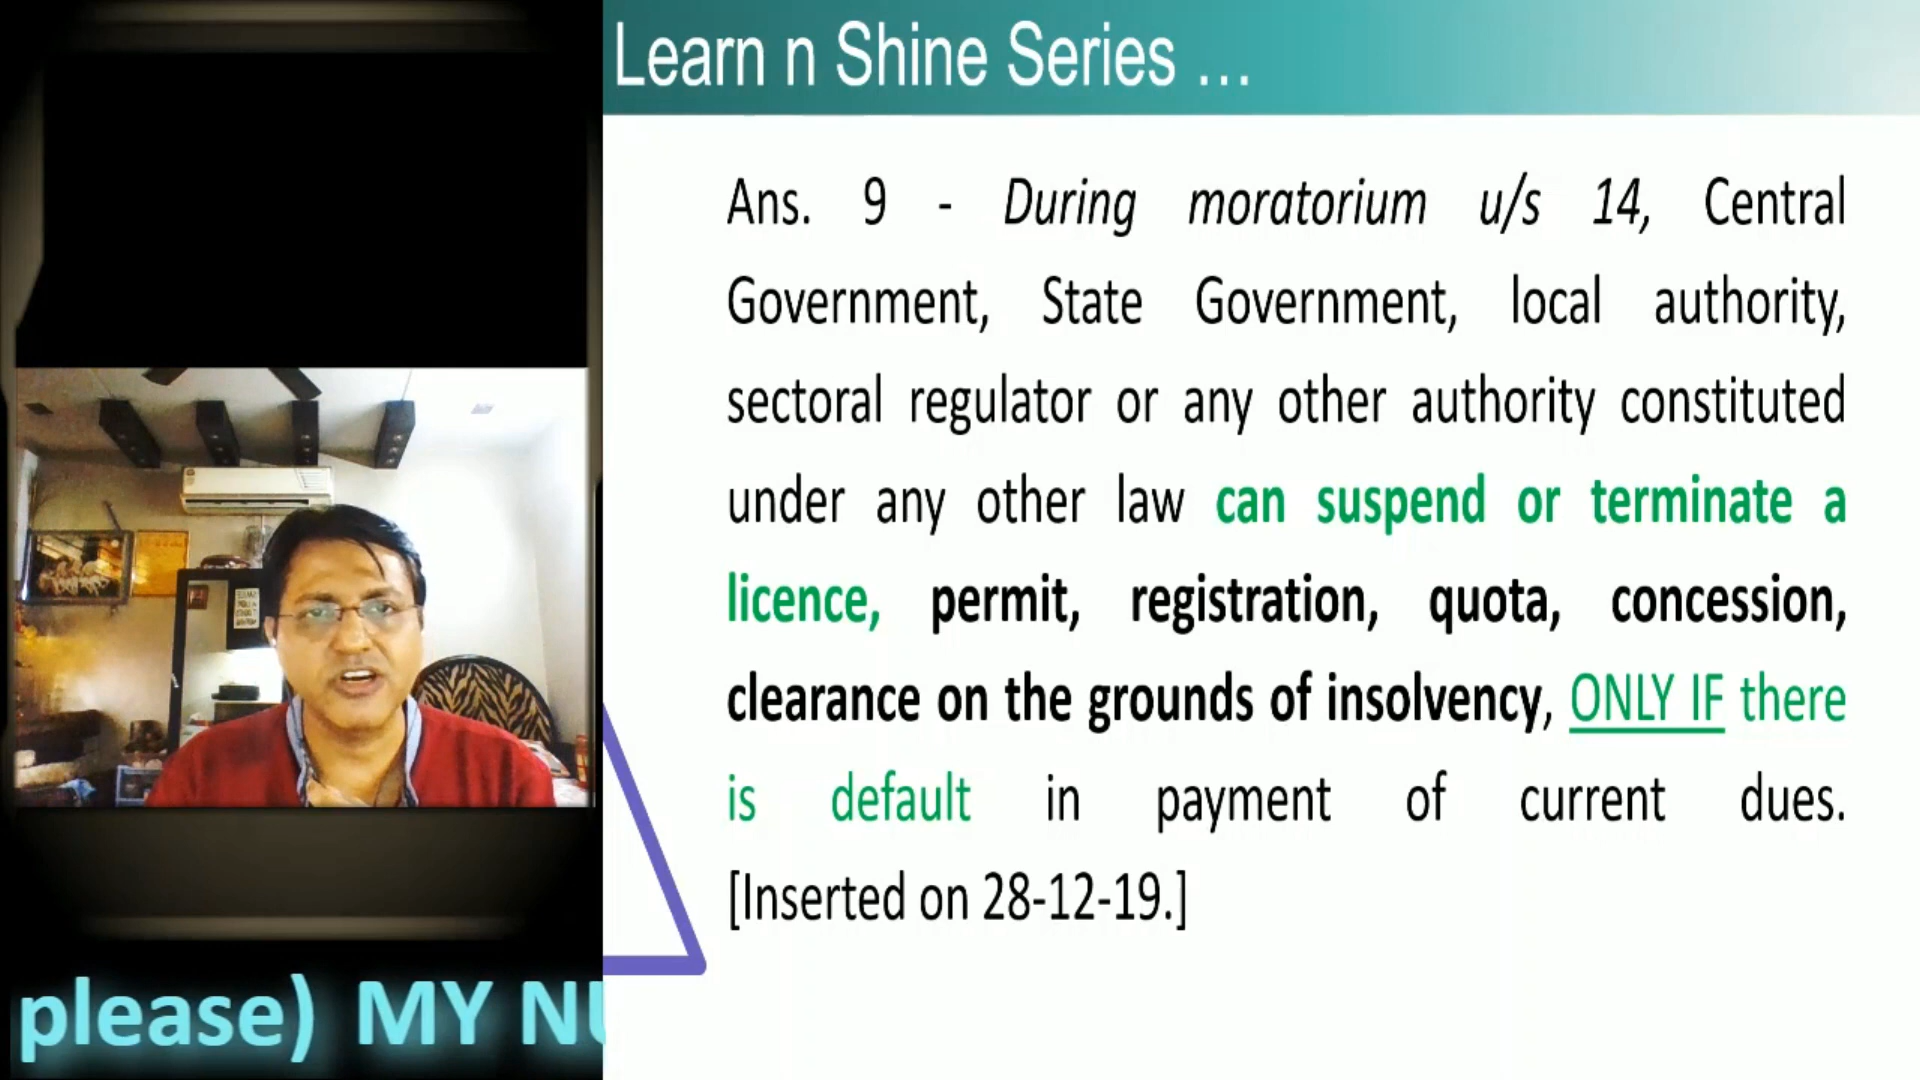 Learn n Shine Series ...
Ans. 9 - During moratorium u/s 14, Central
Government, State Government, local authority,
sectoral regulator or any other authority constituted
under any other law can suspend or terminate a
licence, permit, registration, quota, concession,
clearance on the grounds of insolvency, ONLY IF there
is default in payment of current dues.
[Inserted on 28-12-19.]
please) MY NU